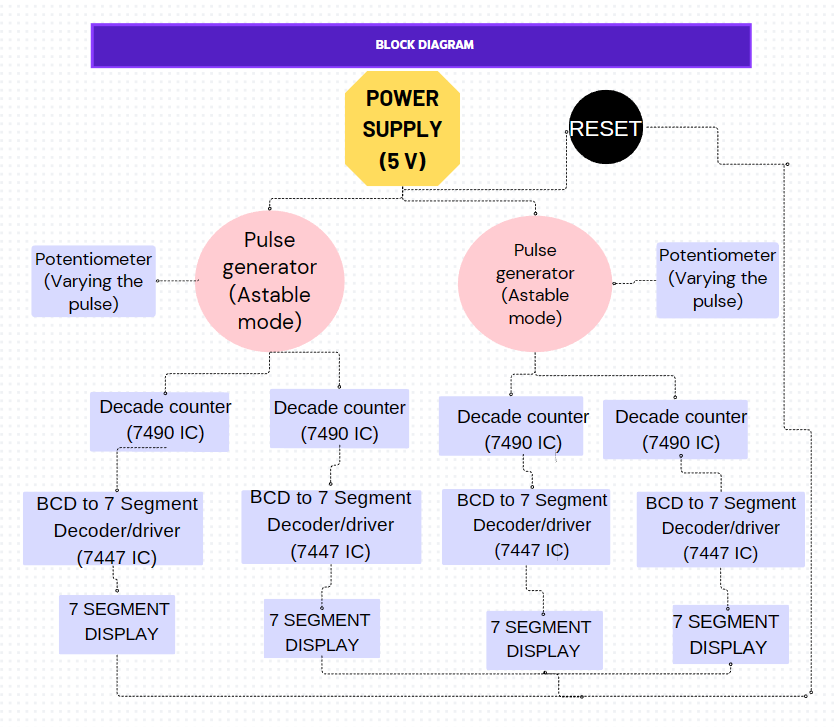 BLOCK DIAGRAM
POWER
SUPPLY
(5 V)
RESET
Pulse
generator
(Astable
mode)
Pulse
generator
(Astable
mode)
Potentiometer
(Varying the
pulse)
Potentiometer
(Varying the
pulse)
Decade counter
(7490 IC)
Decade counter
(7490 IC)
Decade counter
(7490 IC)
Decade counter
(7490 IC)
BCD to 7 Segment
Decoder/driver
(7447 IC)
BCD to 7 Segment
Decoder/driver
(7447 IC)
BCD to 7 Segment
Decoder/driver
(7447 IC)
BCD to 7 Segment
Decoder/driver
(7447 IC)
7 SEGMENT
DISPLAY
7 SEGMENT
DISPLAY
7 SEGMENT
DISPLAY
7 SEGMENT
DISPLAY